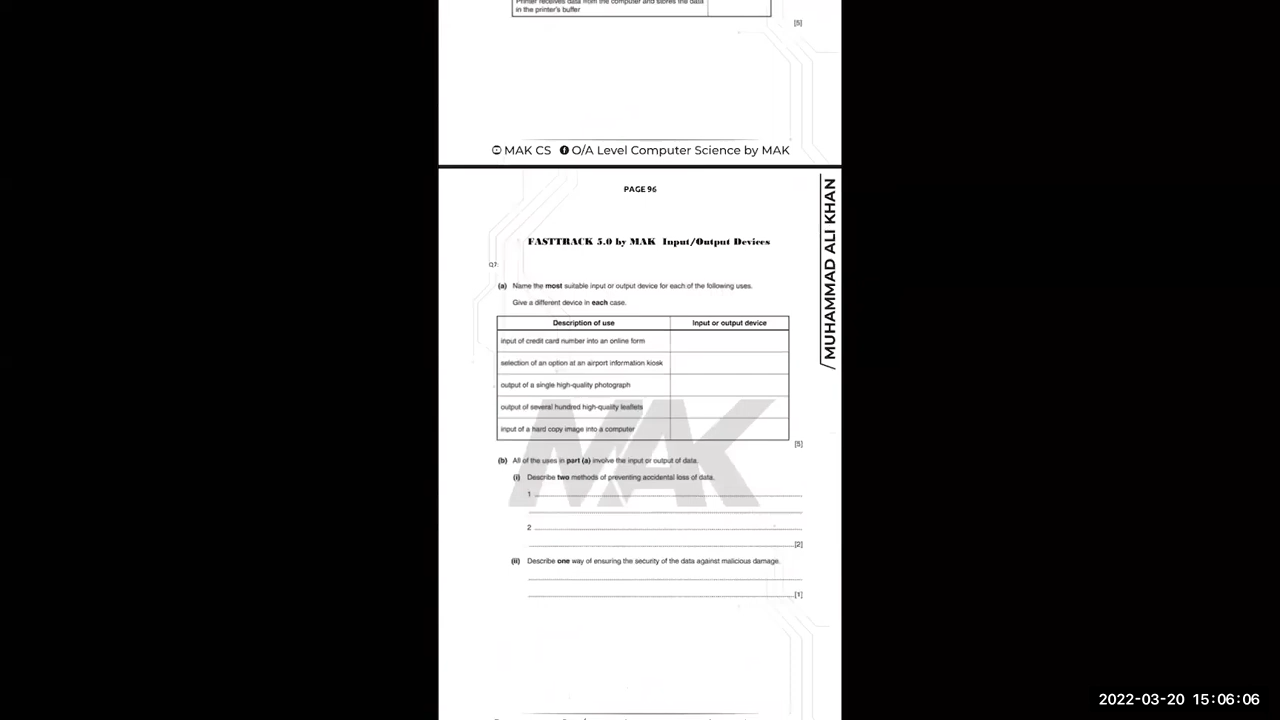 Printer receives data from the computer and stores the data
in the printer's buffer
[5]
MAK CS O/A Level Computer Science by MAK
PAGE 96
MUHAMMAD ALI KHAN
FASTTRACK 5.0 by MAK Input/Output Devices
Q7.
(a) Name the most suitable input or output device for each of the following uses.
Give a different device in each case.
Description of use Input or output device
input of credit card number into an online form
selection of an option at an airport information kiosk
output of a single high-quality photograph
output of several hundred high-quality leaflets
input of a hard copy image into a computer
MAK
[5]
(b) All of the uses in part (a) involve the input or output of data.
(i) Describe two methods of preventing accidental loss of data.
1
2
[2]
(ii) Describe one way of ensuring the security of the data against malicious damage.
[1]
2022-03-20 15:06:06